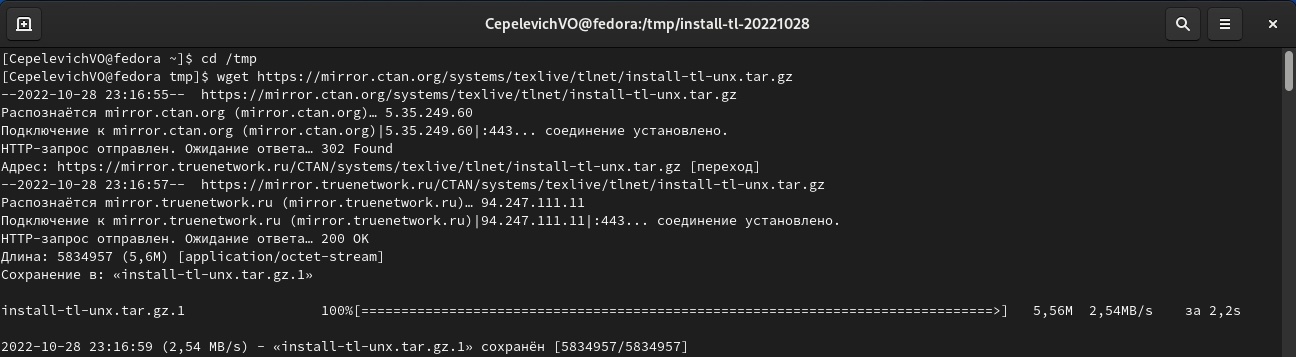 CepelevichVO@fedora:/tmp/install-tl-20221028
[CepelevichVO@fedora ~]$ cd /tmp
[CepelevichVO@fedora tmp]$ wget https://mirror.ctan.org/systems/texlive/tlnet/install-tl-unx.tar.gz
--2022-10-28 23:16:55--  https://mirror.ctan.org/systems/texlive/tlnet/install-tl-unx.tar.gz
Распознаётся mirror.ctan.org (mirror.ctan.org)… 5.35.249.60
Подключение к mirror.ctan.org (mirror.ctan.org)|5.35.249.60|:443... соединение установлено.
HTTP-запрос отправлен. Ожидание ответа… 302 Found
Адрес: https://mirror.truenetwork.ru/CTAN/systems/texlive/tlnet/install-tl-unx.tar.gz [переход]
--2022-10-28 23:16:57--  https://mirror.truenetwork.ru/CTAN/systems/texlive/tlnet/install-tl-unx.tar.gz
Распознаётся mirror.truenetwork.ru (mirror.truenetwork.ru)… 94.247.111.11
Подключение к mirror.truenetwork.ru (mirror.truenetwork.ru)|94.247.111.11|:443... соединение установлено.
HTTP-запрос отправлен. Ожидание ответа… 200 OK
Длина: 5834957 (5,6M) [application/octet-stream]
Сохранение в: «install-tl-unx.tar.gz.1»
install-tl-unx.tar.gz.1                 100%[===============================================================================>]   5,56M  2,54MB/s    за 2,2s
2022-10-28 23:16:59 (2,54 MB/s) - «install-tl-unx.tar.gz.1» сохранён [5834957/5834957]